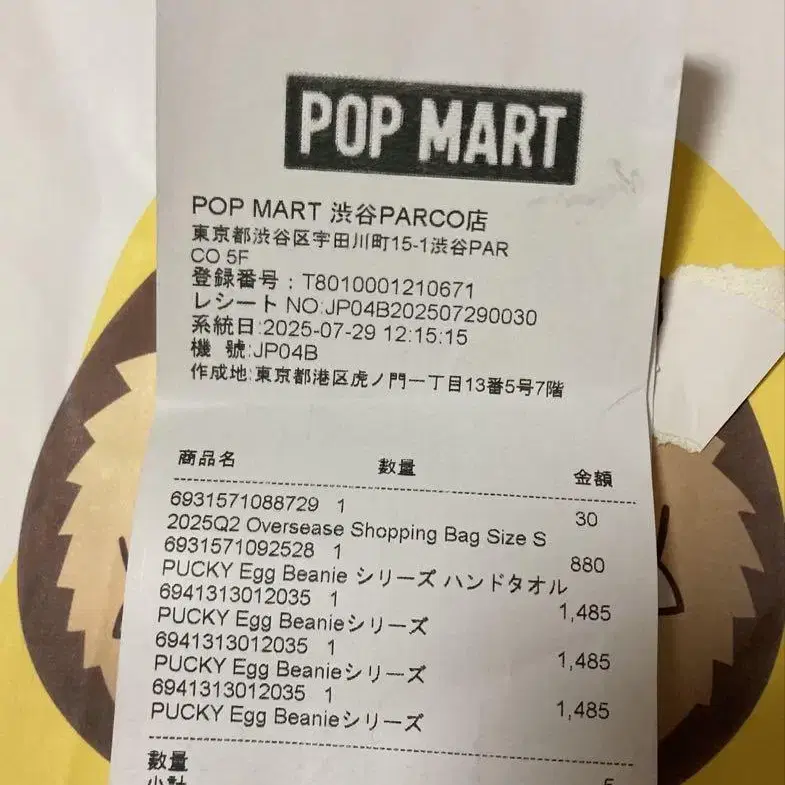 POP MART
POP MART 渋谷PARCO店
東京都渋谷区宇田川町15-1渋谷PAR
CO 5F
登録番号：T8010001210671
レシート NO:JP04B202507290030
系統日:2025-07-29 12:15:15
機 號:JP04B
作成地:東京都港区虎ノ門一丁目13番5号7階
商品名 數量 金額
6931571088729 1 30
2025Q2 Oversease Shopping Bag Size S
6931571092528 1 880
PUCKY Egg Beanie シリーズ ハンドタオル
6941313012035 1 1,485
PUCKY Egg Beanieシリーズ
6941313012035 1 1,485
PUCKY Egg Beanieシリーズ
6941313012035 1 1,485
PUCKY Egg Beanieシリーズ
數量 5
小計